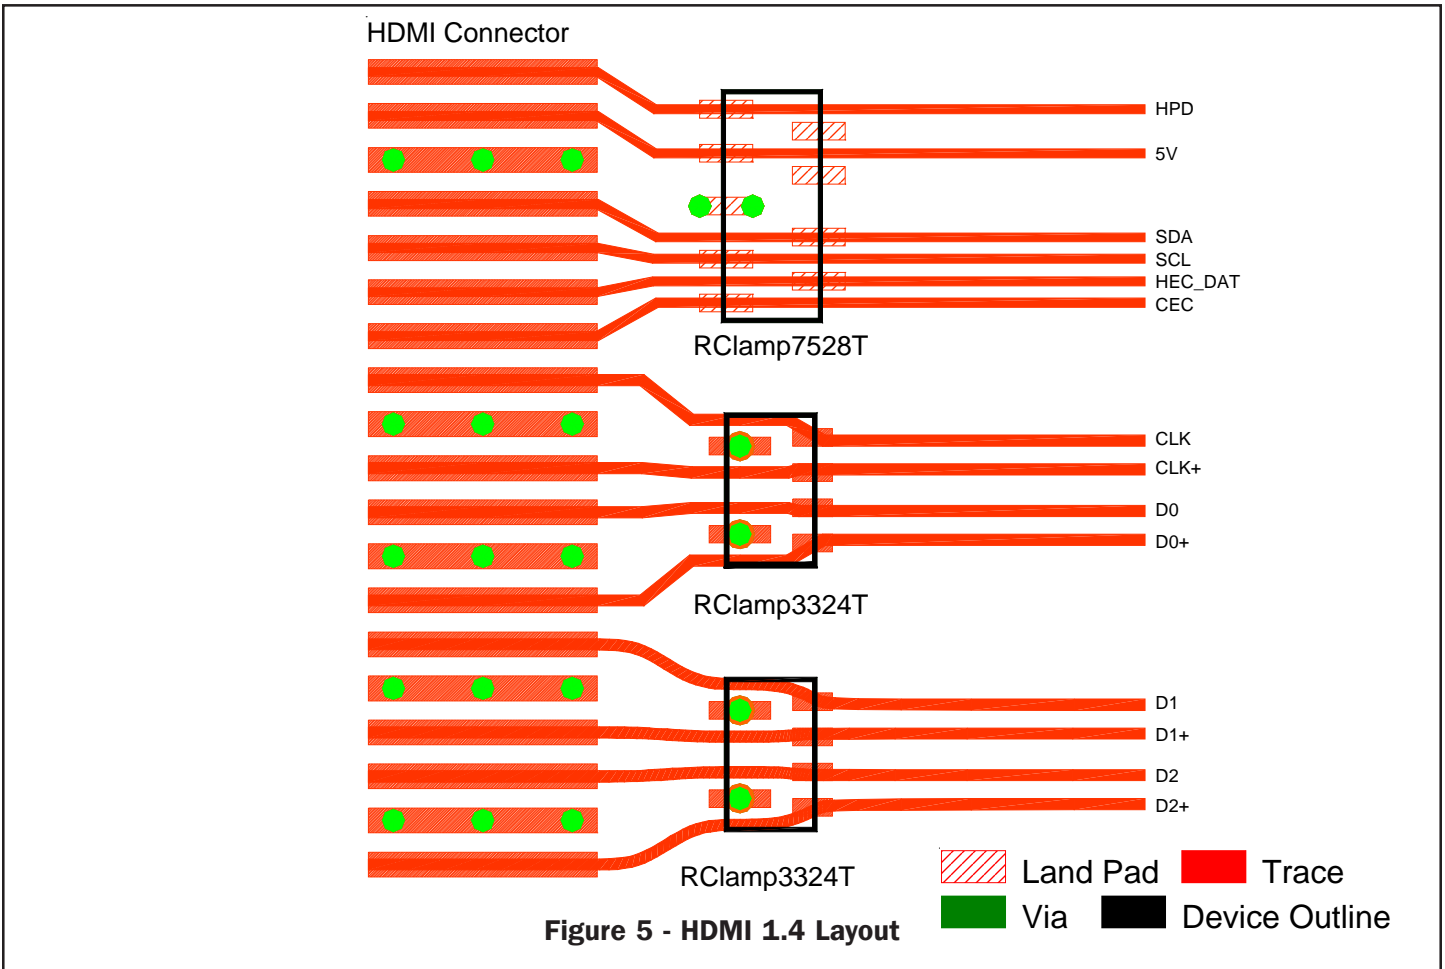 HDMI Connector
HPD
5V
SDA
SCL
HEC_DAT
CEC
RClamp7528T
CLK
CLK+
D0
D0+
RClamp3324T
D1
D1+
D2
D2+
RClamp3324T
Land Pad
Trace
Via
Device Outline
Figure 5 - HDMI 1.4 Layout